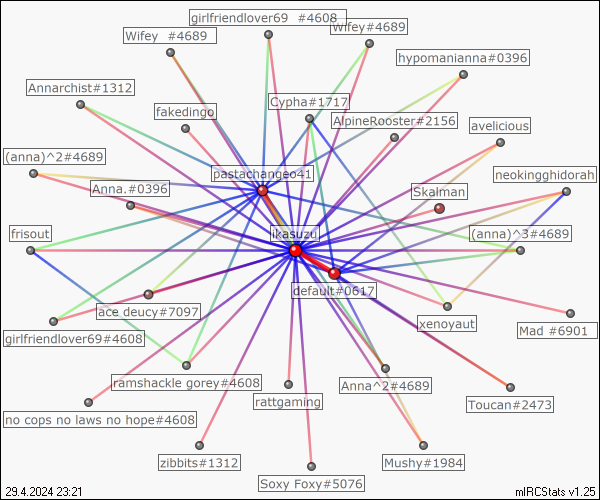 girlfriendlover69 #4608
Wifey #4689
Wifey #4689
hypomanianna#0396
Annarchist#1312
Cypha#1717
fakedingo
AlpineRooster#2156
avelicious
(anna)^2#4689
pastachangeo41
neokingghidorah
Anna.#0396
Skalman
frisout
ikasuzu
(anna)^3#4689
default#0617
ace deucy#7097
xenoyaut
Mad #6901
girlfriendlover69#4608
ramshackle gorey#4608
Anna^2#4689
rattgaming
Toucan#2473
no cops no laws no hope#4608
zibbits#1312
Mushy#1984
Soxy Foxy#5076
29.4.2024 23:21
mIRCStats v1.25